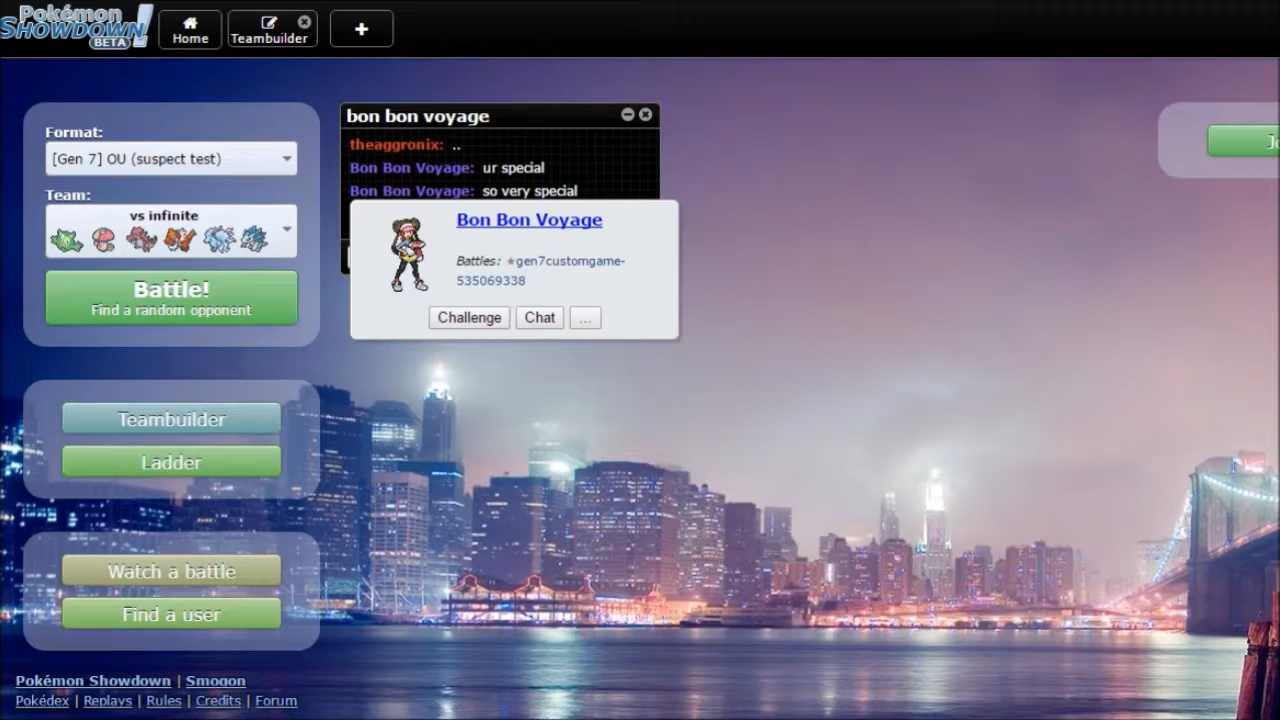 Pokémon
SHOWDOWN!
BETA
Home
Teambuilder
Format:
[Gen 7] OU (suspect test)
Team:
vs infinite
Battle!
Find a random opponent
bon bon voyage
theaggronix: ..
Bon Bon Voyage: ur special
Bon Bon Voyage: so very special
Bon Bon Voyage
Battles: ★gen7customgame-
535069338
Challenge
Chat
...
Teambuilder
Ladder
Watch a battle
Find a user
Pokémon Showdown | Smogon
Pokédex | Replays | Rules | Credits | Forum